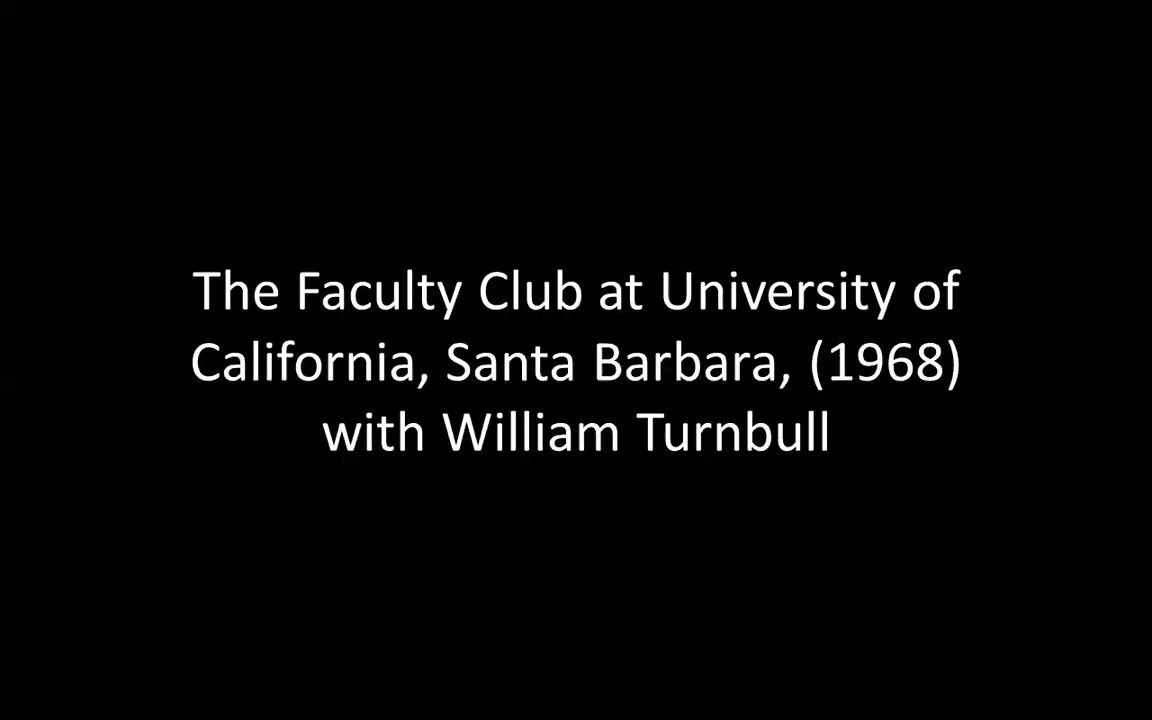 The Faculty Club at University of
California, Santa Barbara, (1968)
with William Turnbull